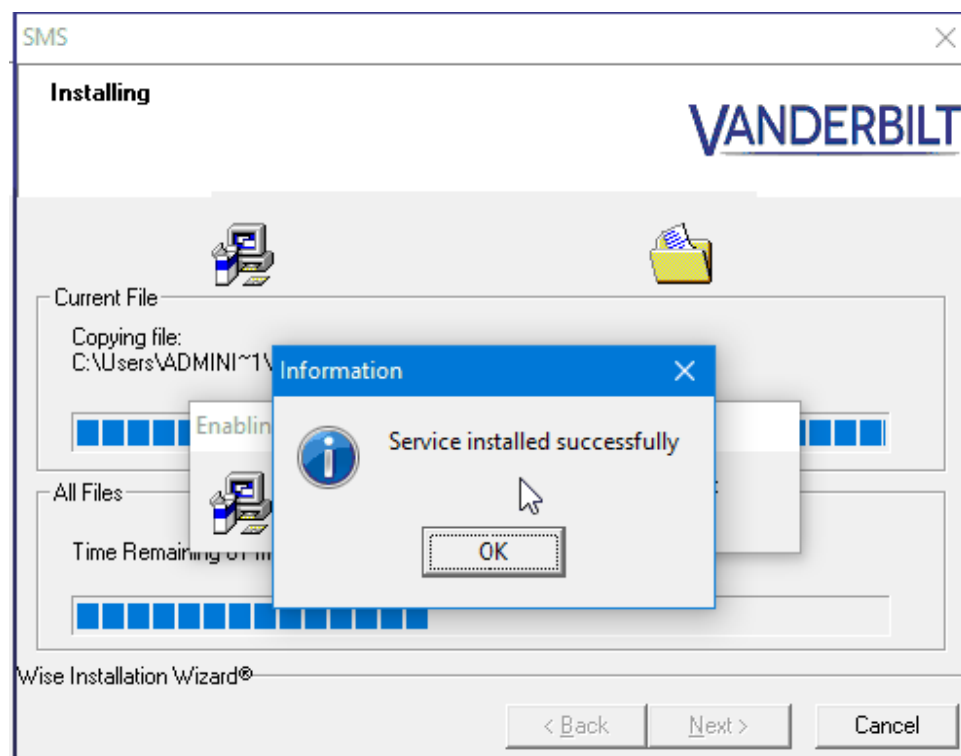 SMS
Installing
VANDERBILT
Current File
Copying file:
C:\Users\ADMINI~1\
Information
Service installed successfully
OK
All Files
Time Remaining
Wise Installation Wizard®
< Back
Next >
Cancel